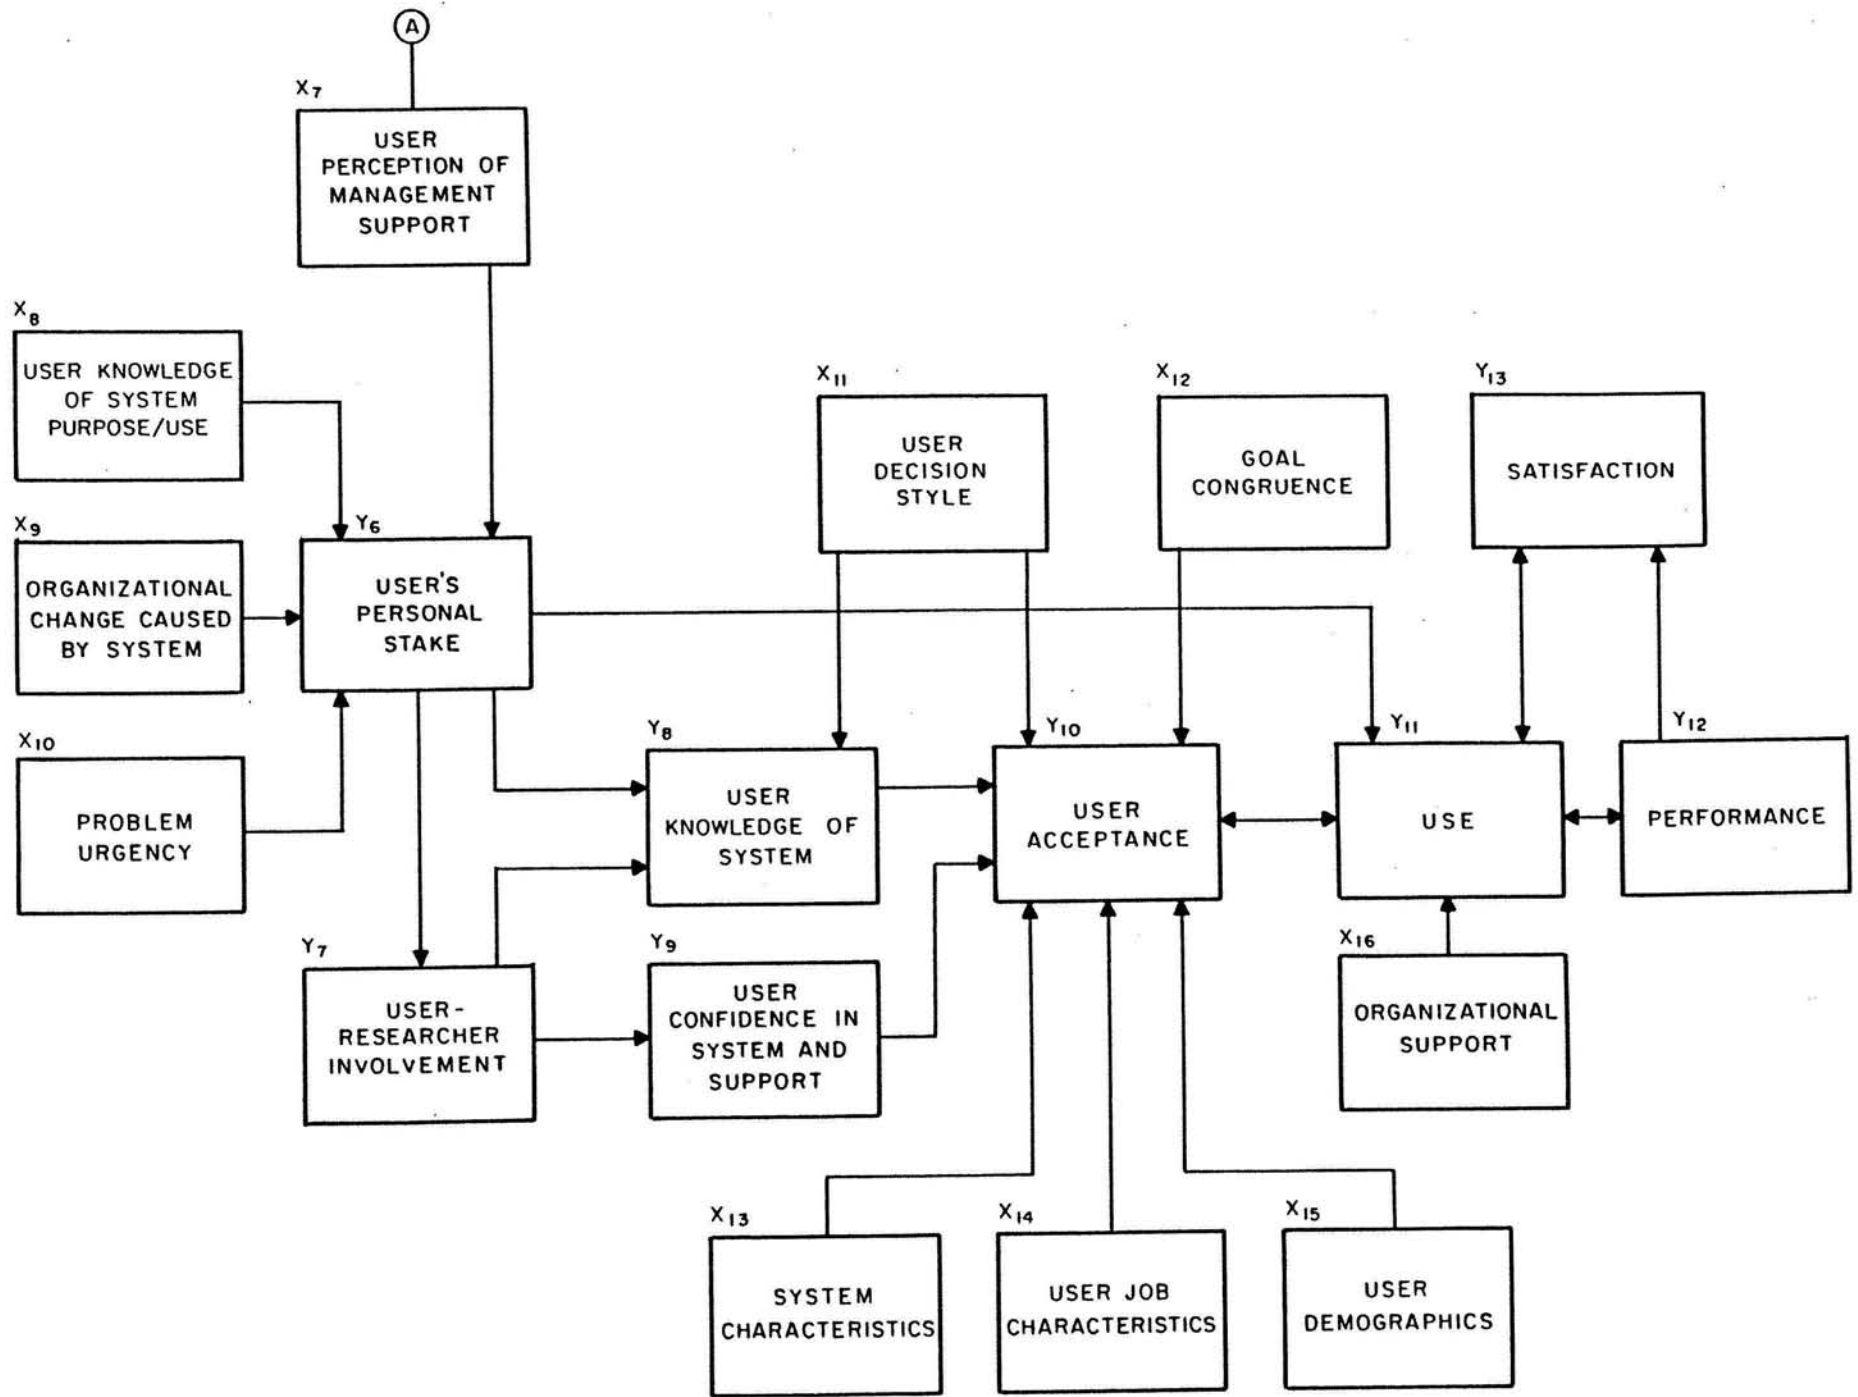 A
X7
USER
PERCEPTION OF
MANAGEMENT
SUPPORT
X8
USER KNOWLEDGE
OF SYSTEM
PURPOSE/USE
X9
ORGANIZATIONAL
CHANGE CAUSED
BY SYSTEM
X10
PROBLEM
URGENCY
Y6
USER'S
PERSONAL
STAKE
Y7
USER-
RESEARCHER
INVOLVEMENT
Y8
USER
KNOWLEDGE OF
SYSTEM
Y9
USER
CONFIDENCE IN
SYSTEM AND
SUPPORT
X11
USER
DECISION
STYLE
X12
GOAL
CONGRUENCE
Y13
SATISFACTION
Y10
USER
ACCEPTANCE
Y11
USE
Y12
PERFORMANCE
X16
ORGANIZATIONAL
SUPPORT
X13
SYSTEM
CHARACTERISTICS
X14
USER JOB
CHARACTERISTICS
X15
USER
DEMOGRAPHICS